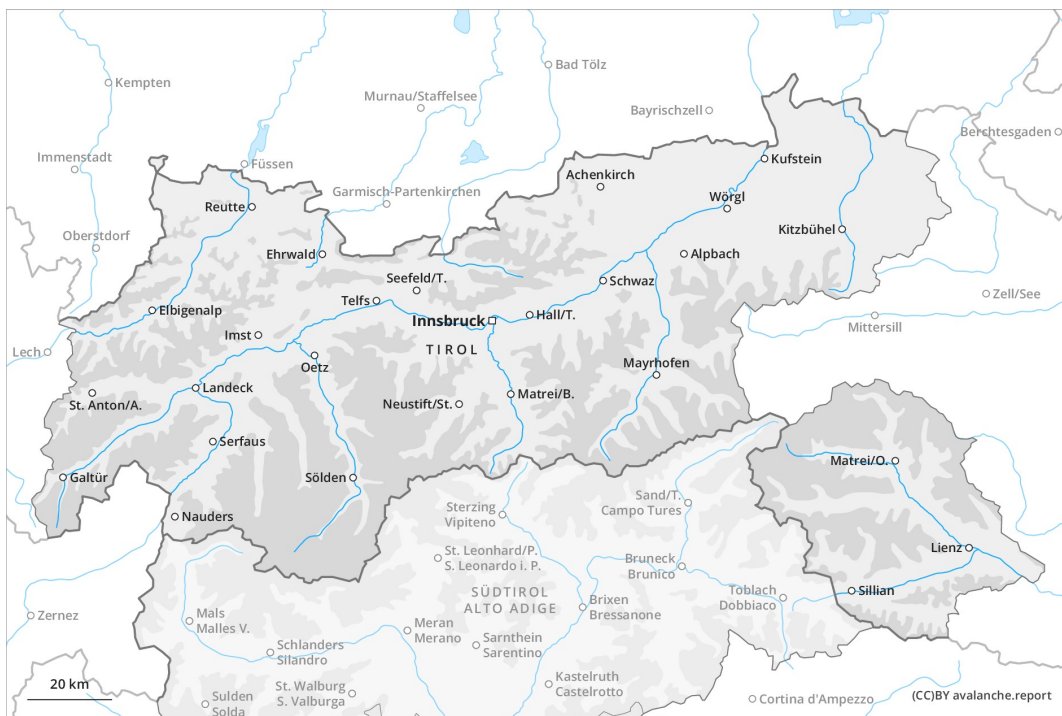 Kempten
Bad Tölz
Murnau/Staffelsee
Bayrischzell
Berchtesgaden
Immenstadt
Füssen
Kufstein
Achenkirch
Garmisch-Partenkirchen
Reutte
Wörgl
Oberstdorf
Kitzbühel
Ehrwald
Alpbach
Seefeld/T.
Schwaz
Zell/See
Telfs
Elbigenalp
Innsbruck
Hall/T.
Mittersill
Imst
TIROL
Lech
Oetz
Mayrhofen
Landeck
St. Anton/A.
Neustift/St.
Matrei/B.
Serfaus
Matrei/O.
Galtür
Sölden
Sand/T.
Campo Tures
Sterzing
Vipiteno
Nauders
St. Leonhard/P.
S. Leonardo i. P.
Bruneck
Brunico
Lienz
SÜDTIROL
ALTO ADIGE
Toblach
Dobbiaco
Sillian
Brixen
Bressanone
Zernez
Mals
Malles V.
Meran
Merano
Sarnthein
Sarentino
Schlanders
Silandro
Kastelruth
Castelrotto
St. Walburg
S. Valburga
Sulden
Solda
20 km
Cortina d'Ampezzo
(CC)BY avalanche.report